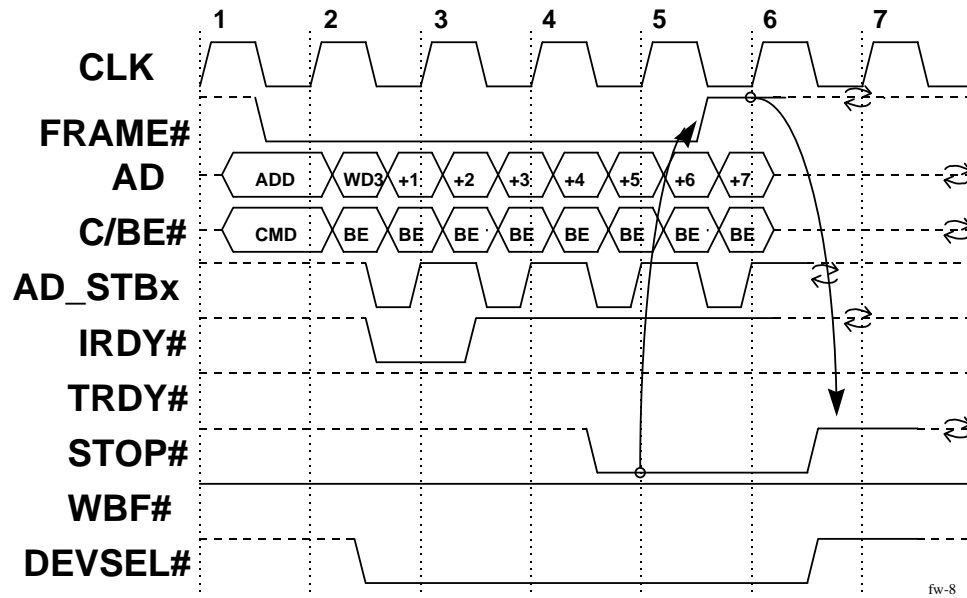 1 2 3 4 5 6 7
CLK
FRAME#
AD ADD WD3 +1 +2 +3 +4 +5 +6 +7
C/BE# CMD BE BE BE BE BE BE BE BE
AD_STBx
IRDY#
TRDY#
STOP#
WBF#
DEVSEL#
fw-8